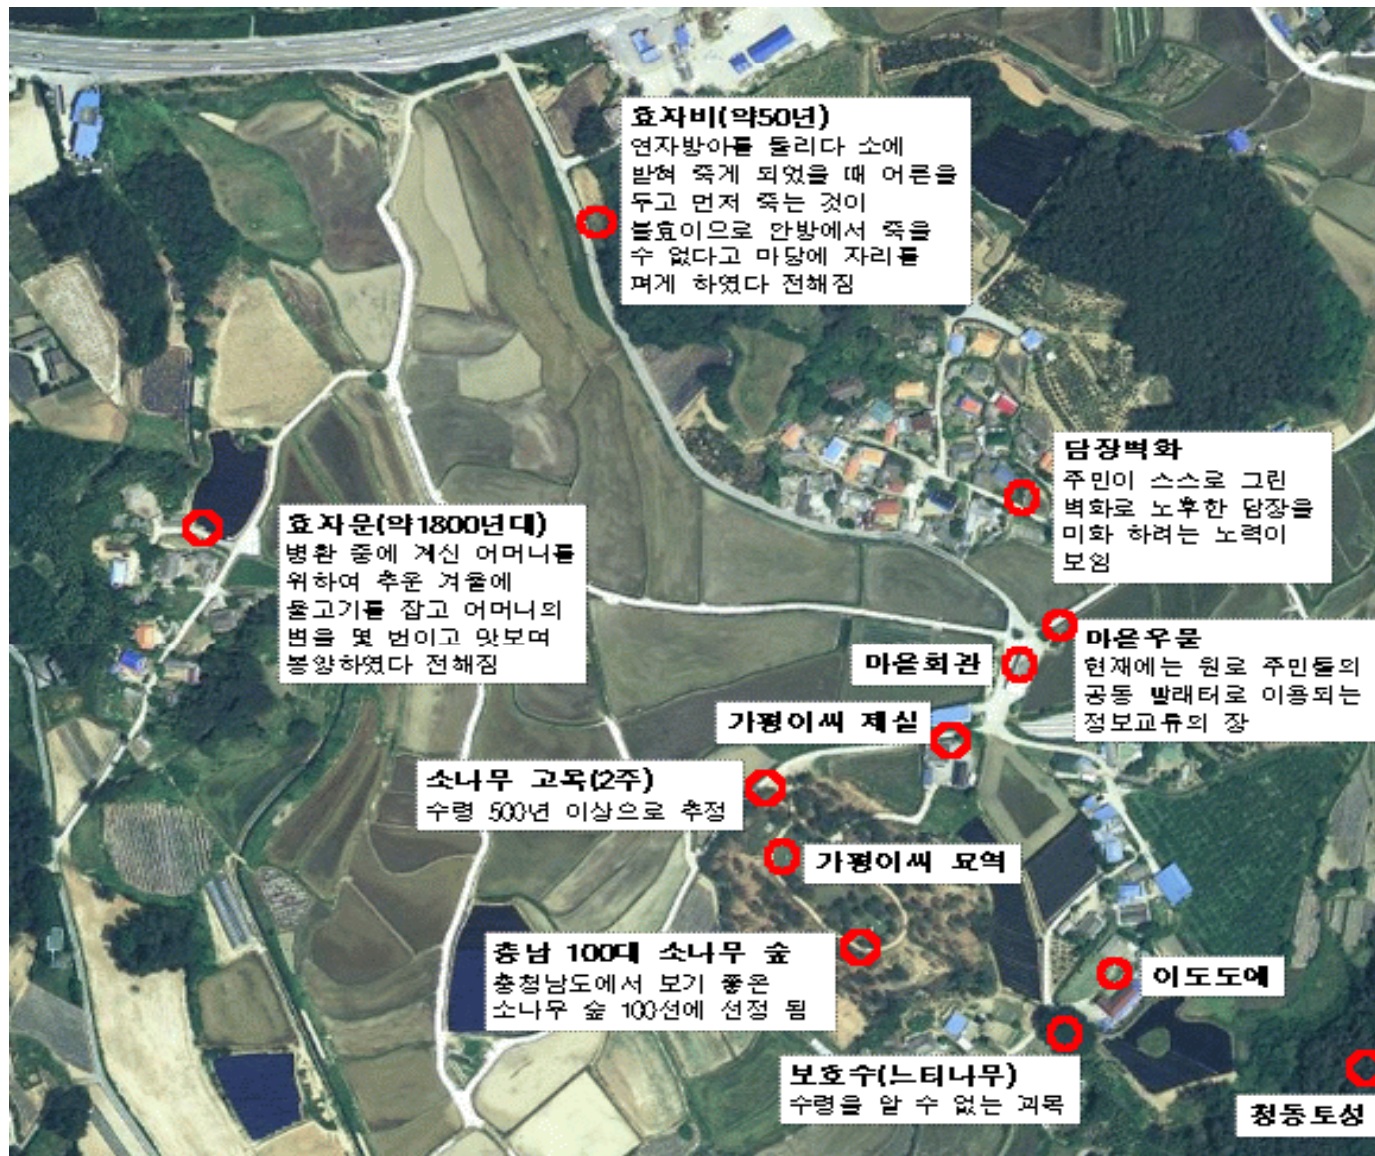 효자비(약50년)
연자방아를 돌리다 소에
받혀 죽게 되었을 때 어른을
두고 먼저 죽는 것이
불효이으로 안방에서 죽을
수 없다고 마당에 자리를
펴게 하였다 전해짐
담장벽화
주민이 스스로 그린
벽화로 노후한 담장을
미화 하려는 노력이
보임
효자문(약1800년대)
병환 중에 계신 어머니를
위하여 추운 겨울에
물고기를 잡고 어머니의
변을 몇 번이고 맛보며
봉양하였다 전해짐
마을우물
현재에는 원로 주민들의
공동 빨래터로 이용되는
정보교류의 장
마을회관
가평이씨 제실
소나무 고목(2주)
수령 500년 이상으로 추정
가평이씨 묘역
충남 100대 소나무 숲
충청남도에서 보기 좋은
소나무 숲 100선에 선정 됨
이도도예
보호수(느티나무)
수령을 알 수 없는 괴목
청동토성